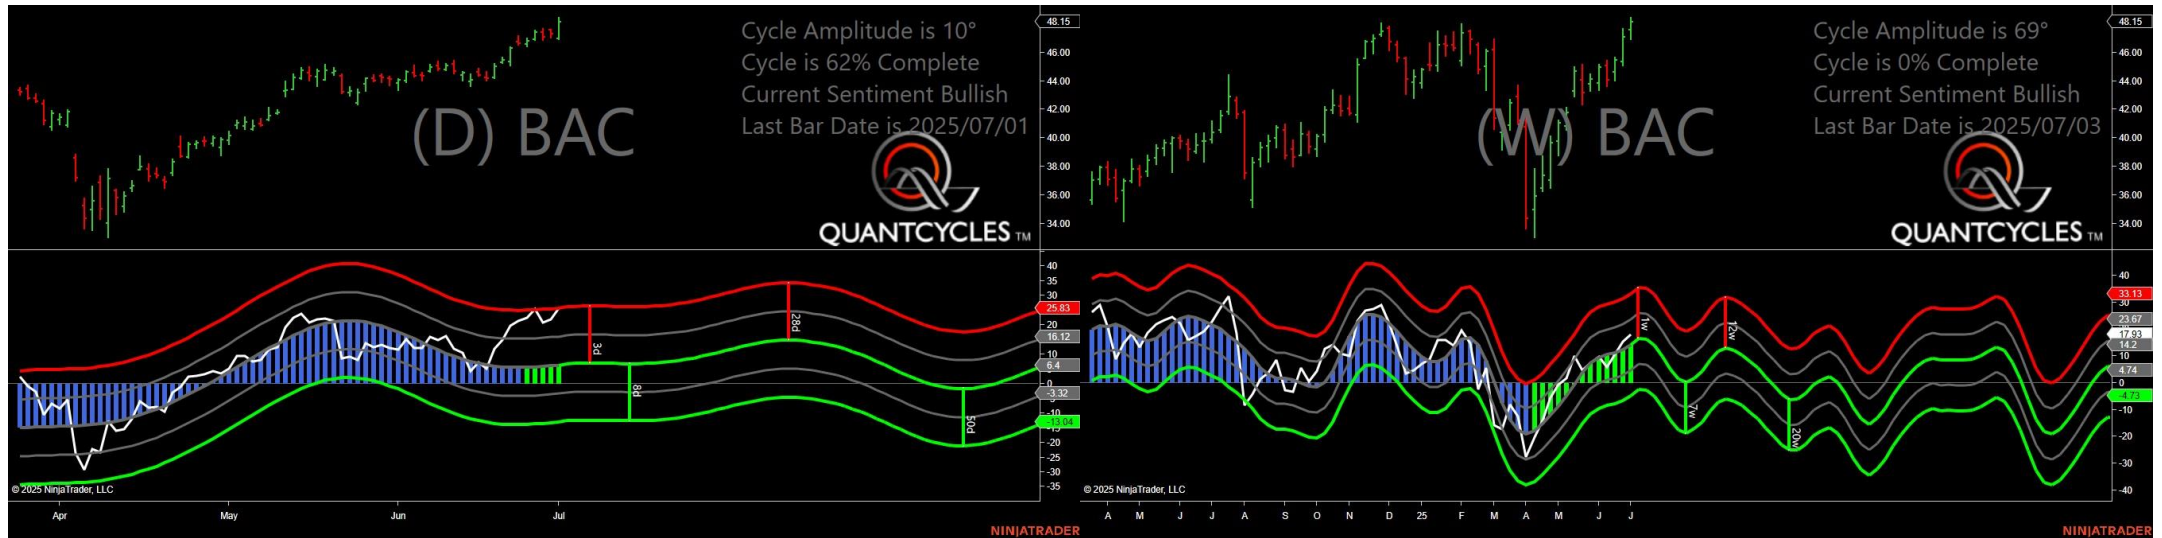 48.15
Cycle Amplitude is 10°
Cycle is 62% Complete
Current Sentiment Bullish
Last Bar Date is 2025/07/01
(D) BAC
QUANTCYCLES TM
46.00
44.00
42.00
40.00
38.00
36.00
34.00
40
35
30
25.83
20
16.12
10
6.4
0
-3.32
-10
-13.04
-20
-25
-30
-35
3d
8d
28d
50d
© 2025 NinjaTrader, LLC
Apr May Jun Jul
NINJATRADER
48.15
Cycle Amplitude is 69°
Cycle is 0% Complete
Current Sentiment Bullish
Last Bar Date is 2025/07/03
(W) BAC
QUANTCYCLES TM
46.00
44.00
42.00
40.00
38.00
36.00
34.00
40
33.13
23.67
17.93
14.2
10
4.74
0
-4.73
-10
-20
-30
-40
1w
7w
12w
20w
© 2025 NinjaTrader, LLC
A M J J A S O N D 25 F M A M J J
NINJATRADER